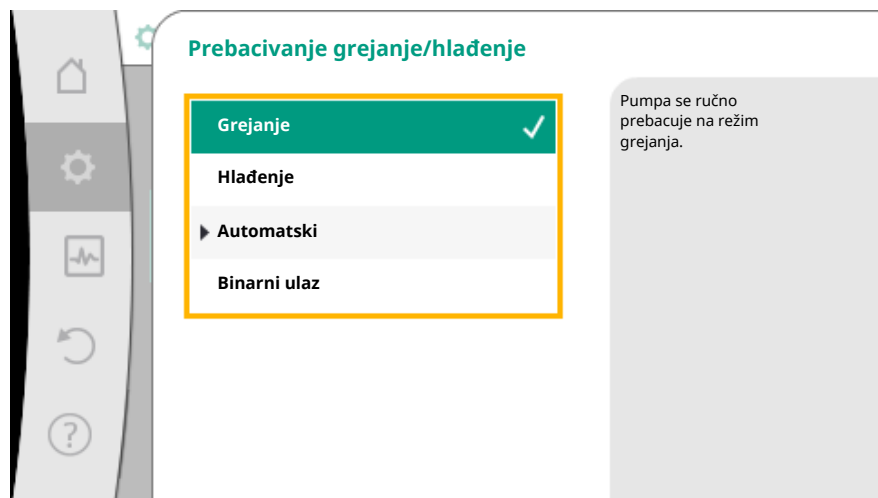 Prebacivanje grejanje/hlađenje
Grejanje
Hlađenje
Automatski
Binarni ulaz
Pumpa se ručno
prebacuje na režim
grejanja.
?